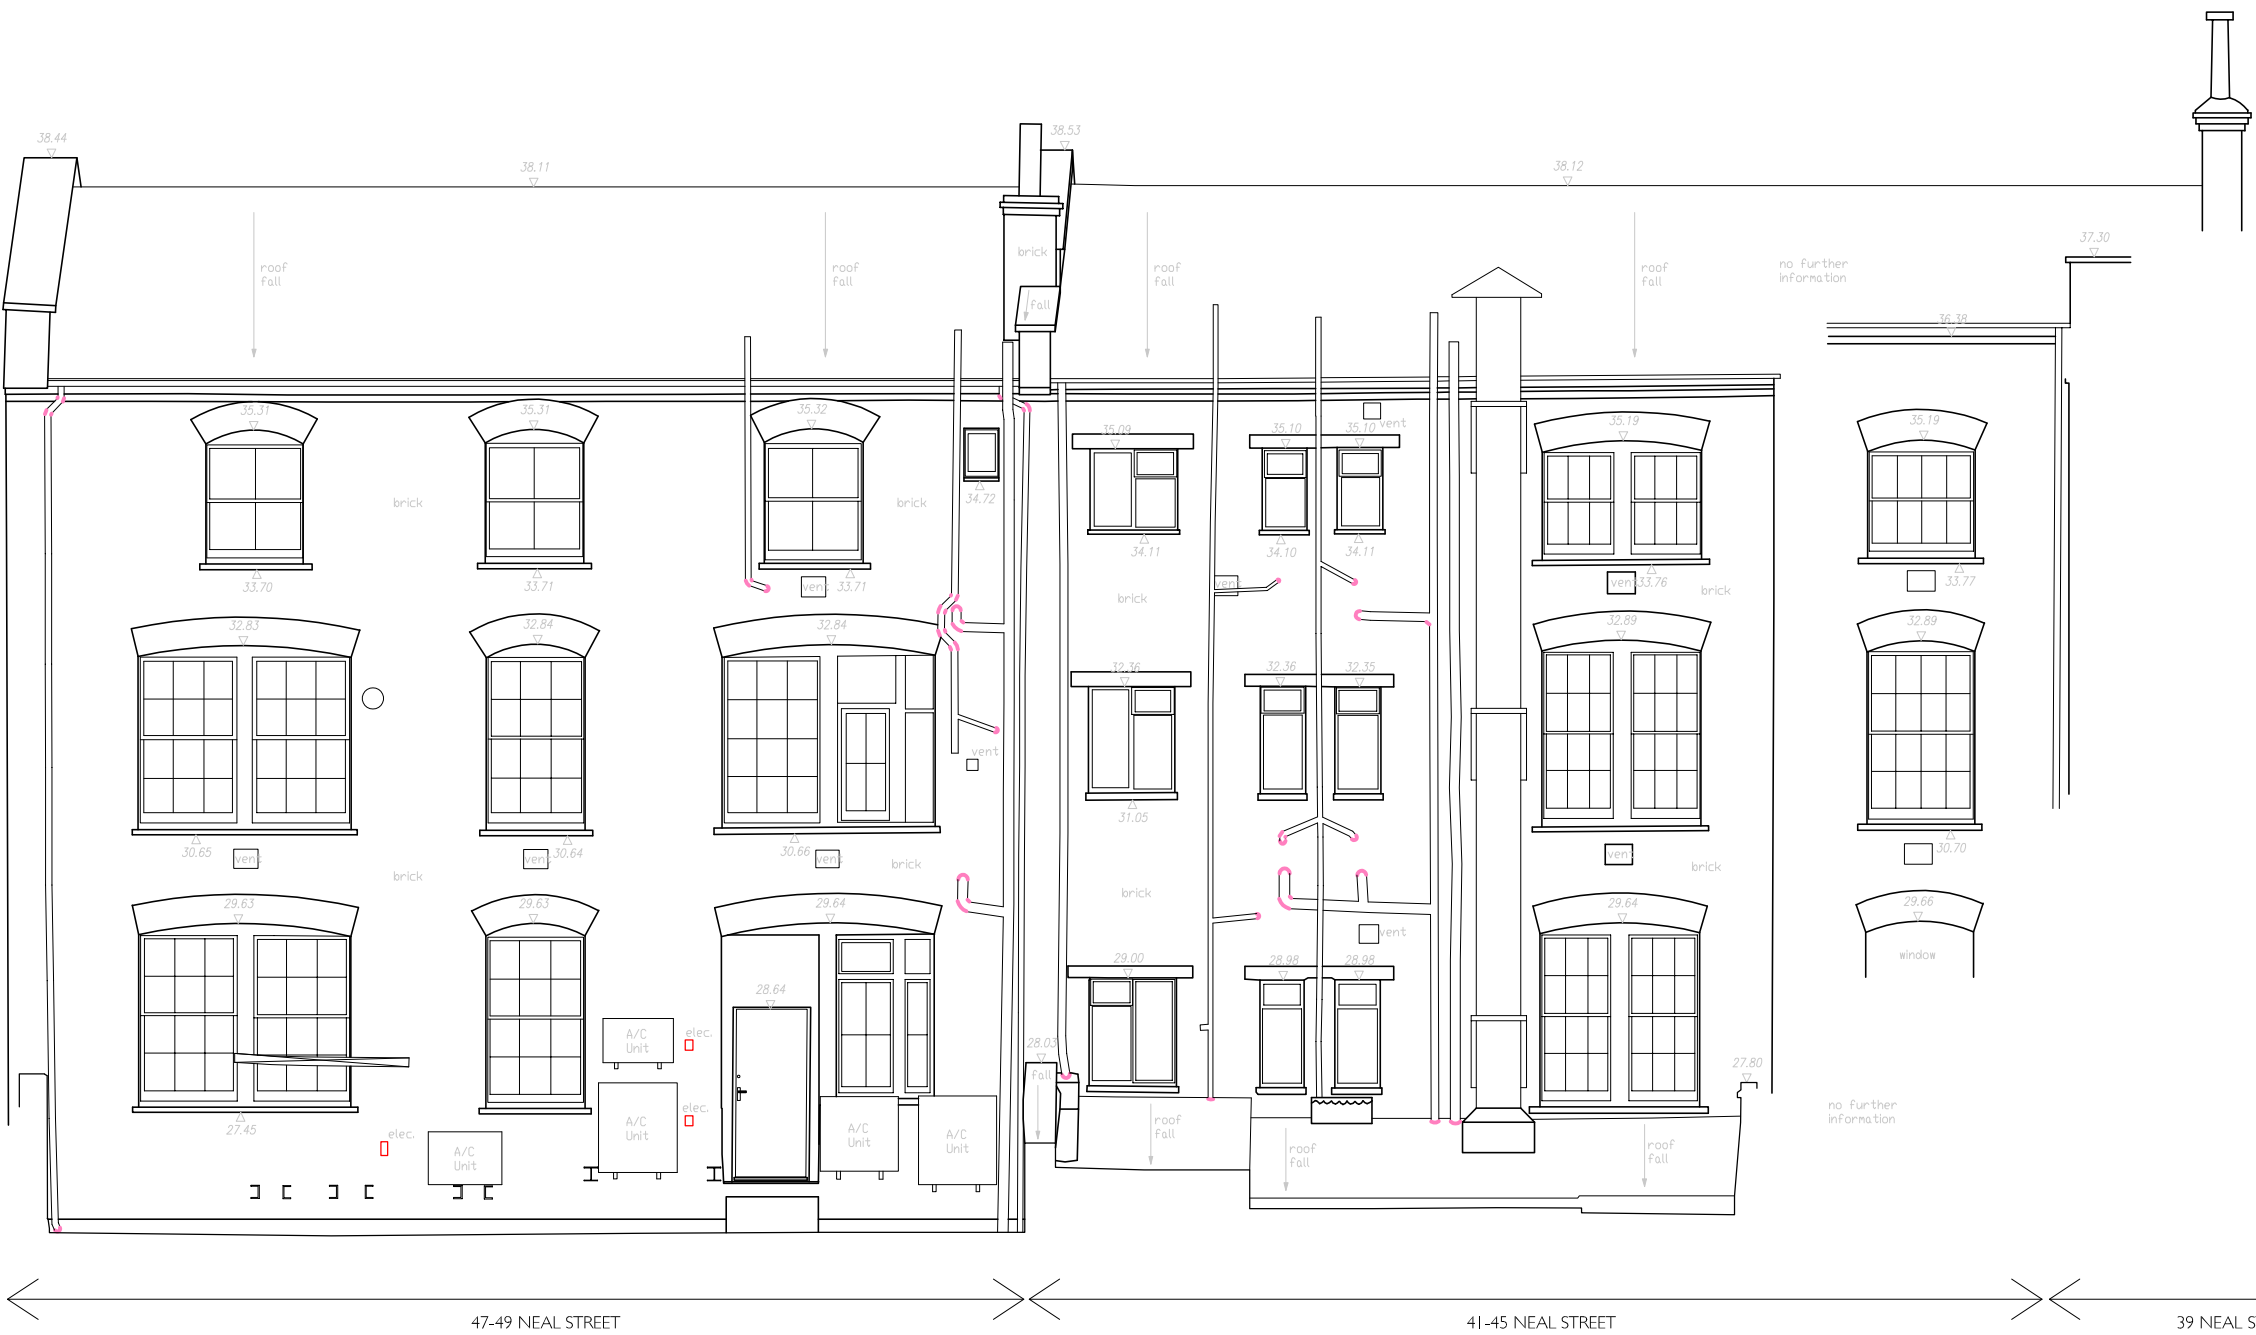 38.44
38.11
38.53
38.12
37.30
roof
fall
roof
fall
brick
fall
roof
fall
roof
fall
no further
information
36.38
35.31
35.31
35.32
34.72
35.09
35.10
35.10
vent
35.19
35.19
brick
brick
33.70
33.71
vent
33.71
34.11
34.10
34.11
vent
brick
vent
33.76
brick
33.77
32.83
32.84
32.84
32.36
32.36
32.35
32.89
32.89
vent
31.05
30.65
vent
vent
30.64
30.66
vent
brick
brick
brick
vent
brick
30.70
29.63
29.63
29.64
vent
29.00
28.98
28.98
29.64
29.66
window
28.64
A/C
Unit
elec.
28.03
fall
27.80
A/C
Unit
elec.
27.45
elec.
A/C
Unit
A/C
Unit
A/C
Unit
roof
fall
roof
fall
roof
fall
no further
information
47-49 NEAL STREET
41-45 NEAL STREET
39 NEAL S